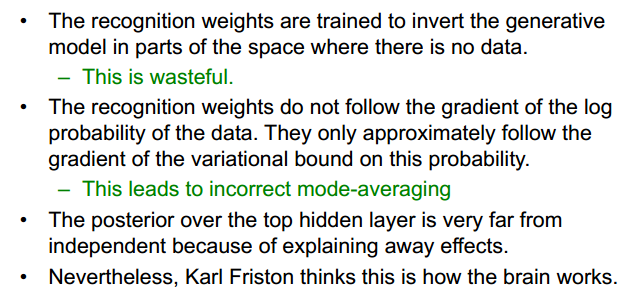 • The recognition weights are trained to invert the generative
model in parts of the space where there is no data.
– This is wasteful.
• The recognition weights do not follow the gradient of the log
probability of the data. They only approximately follow the
gradient of the variational bound on this probability.
– This leads to incorrect mode-averaging
• The posterior over the top hidden layer is very far from
independent because of explaining away effects.
• Nevertheless, Karl Friston thinks this is how the brain works.